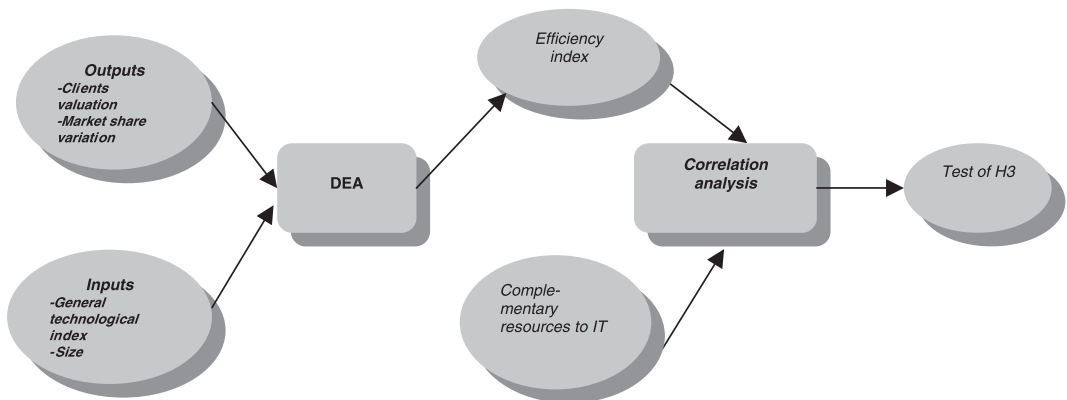 Outputs
-Clients
valuation
-Market share
variation
Inputs
-General
technological
index
-Size
DEA
Efficiency
index
Comple-
mentary
resources to IT
Correlation
analysis
Test of H3